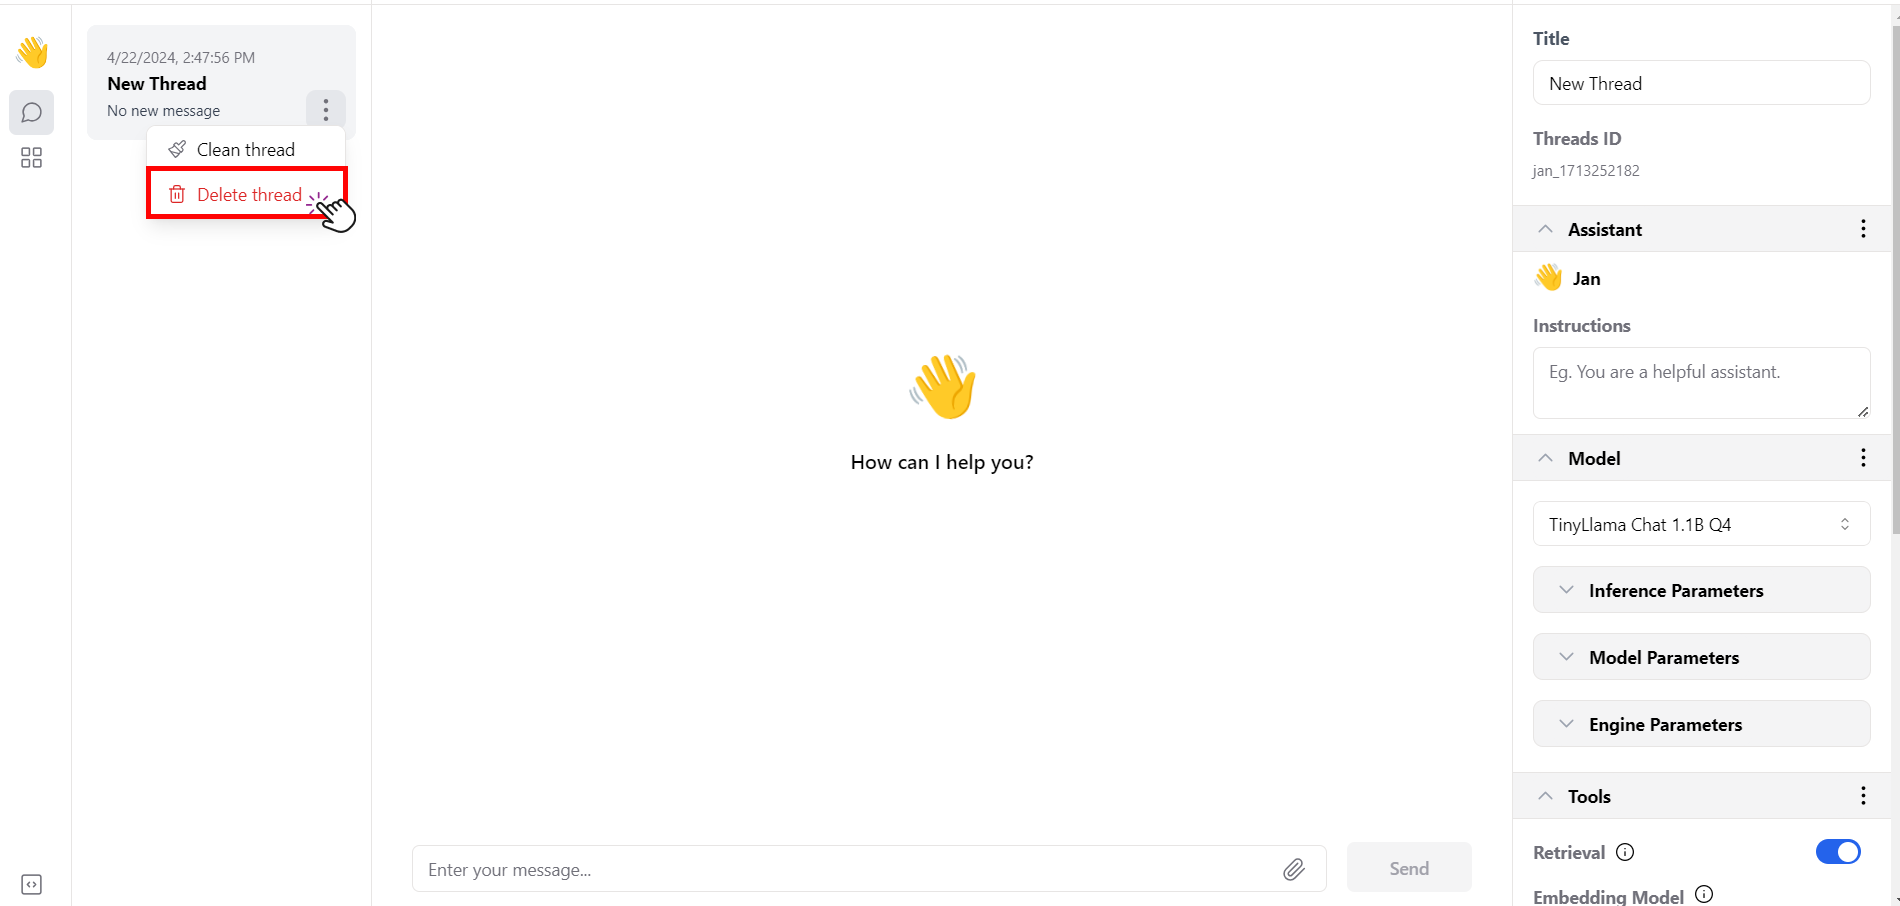 4/22/2024, 2:47:56 PM
New Thread
No new message
Clean thread
Delete thread
How can I help you?
Enter your message...
Send
Title
New Thread
Threads ID
jan_1713252182
Assistant
Jan
Instructions
Eg. You are a helpful assistant.
Model
TinyLlama Chat 1.1B Q4
Inference Parameters
Model Parameters
Engine Parameters
Tools
Retrieval
Embedding Model